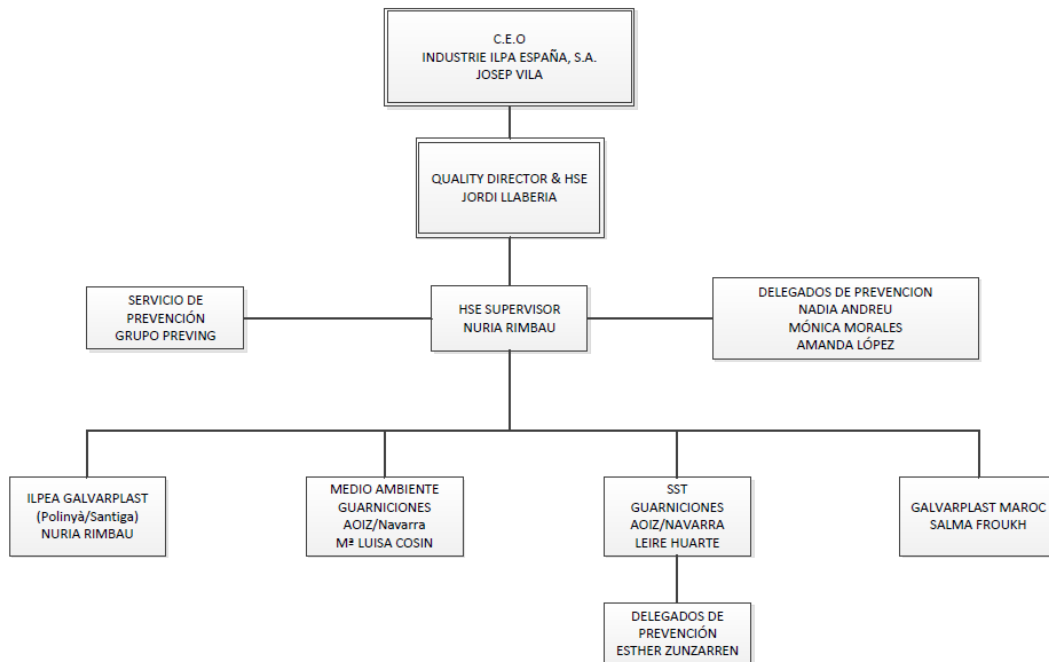 C.E.O
INDUSTRIE ILPA ESPAÑA, S.A.
JOSEP VILA
QUALITY DIRECTOR & HSE
JORDI LLABERIA
SERVICIO DE
PREVENCIÓN
GRUPO PREVING
HSE SUPERVISOR
NURIA RIMBAU
DELEGADOS DE PREVENCION
NADIA ANDREU
MÓNICA MORALES
AMANDA LÓPEZ
ILPEA GALVARPLAST
(Polinyà/Santiga)
NURIA RIMBAU
MEDIO AMBIENTE
GUARNICIONES
AOIZ/Navarra
Mª LUISA COSIN
SST
GUARNICIONES
AOIZ/NAVARRA
LEIRE HUARTE
GALVARPLAST MAROC
SALMA FROUKH
DELEGADOS DE
PREVENCIÓN
ESTHER ZUNZARREN